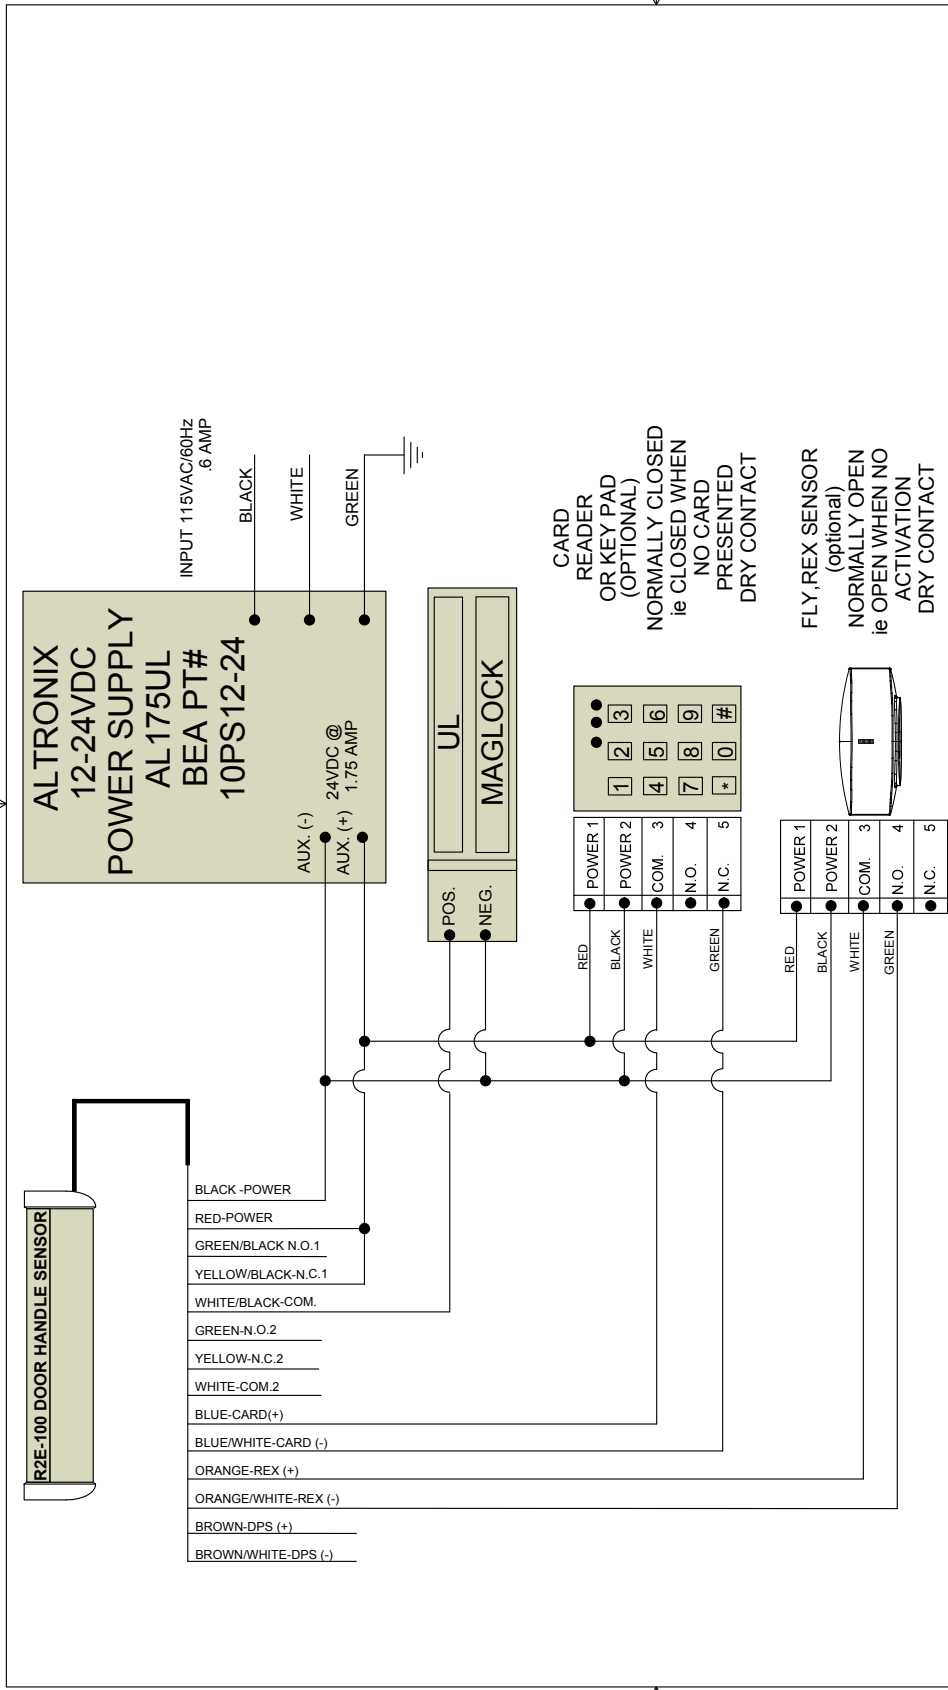 ALTRONIX
12-24VDC
POWER SUPPLY
AL175UL
BEA PT#
10PS12-24
INPUT 115VAC/60Hz
.6 AMP
BLACK
WHITE
GREEN
24VDC @
1.75 AMP
AUX. (-)
AUX. (+)
UL
MAGLOCK
POS.
NEG.
CARD
READER
OR KEY PAD
(OPTIONAL)
NORMALLY CLOSED
ie CLOSED WHEN
NO CARD
PRESENTED
DRY CONTACT
1 2 3
4 5 6
7 8 9
* 0 #
POWER 1
POWER 2
COM. 3
N.O. 4
N.C. 5
RED
BLACK
WHITE
GREEN
FLY,REX SENSOR
(optional)
NORMALLY OPEN
ie OPEN WHEN NO
ACTIVATION
DRY CONTACT
POWER 1
POWER 2
COM. 3
N.O. 4
N.C. 5
RED
BLACK
WHITE
GREEN
R2E-100 DOOR HANDLE SENSOR
BLACK -POWER
RED-POWER
GREEN/BLACK N.O.1
YELLOW/BLACK-N.C.1
WHITE/BLACK-COM.
GREEN-N.O.2
YELLOW-N.C.2
WHITE-COM.2
BLUE-CARD(+)
BLUE/WHITE-CARD (-)
ORANGE-REX (+)
ORANGE/WHITE-REX (-)
BROWN-DPS (+)
BROWN/WHITE-DPS (-)